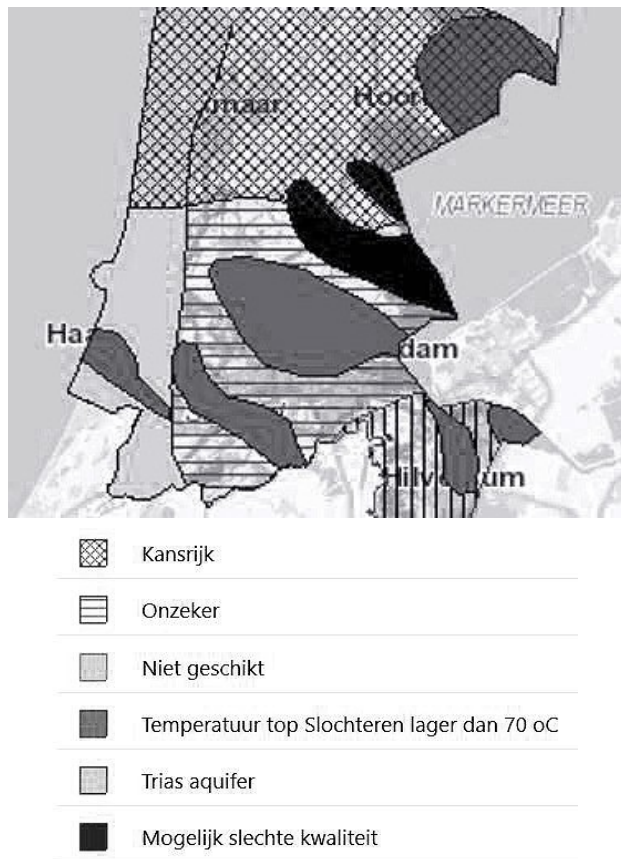 maar
Hoor
MARKERMEER
Haa
dam
Hilv um
Kansrijk
Onzeker
Niet geschikt
Temperatuur top Slochteren lager dan 70 oC
Trias aquifer
Mogelijk slechte kwaliteit